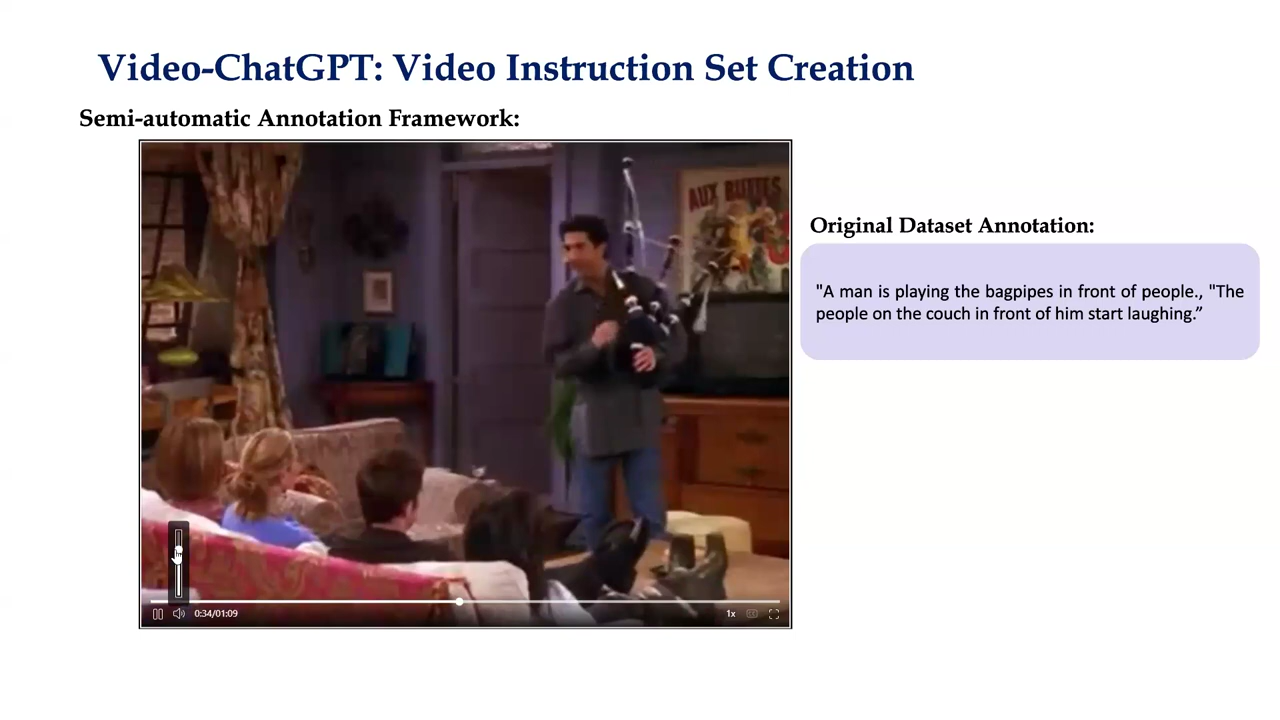 Video-ChatGPT: Video Instruction Set Creation
Semi-automatic Annotation Framework:
AUX BUTTES
Original Dataset Annotation:
"A man is playing the bagpipes in front of people., "The
people on the couch in front of him start laughing.”
0:34/01:09
1x